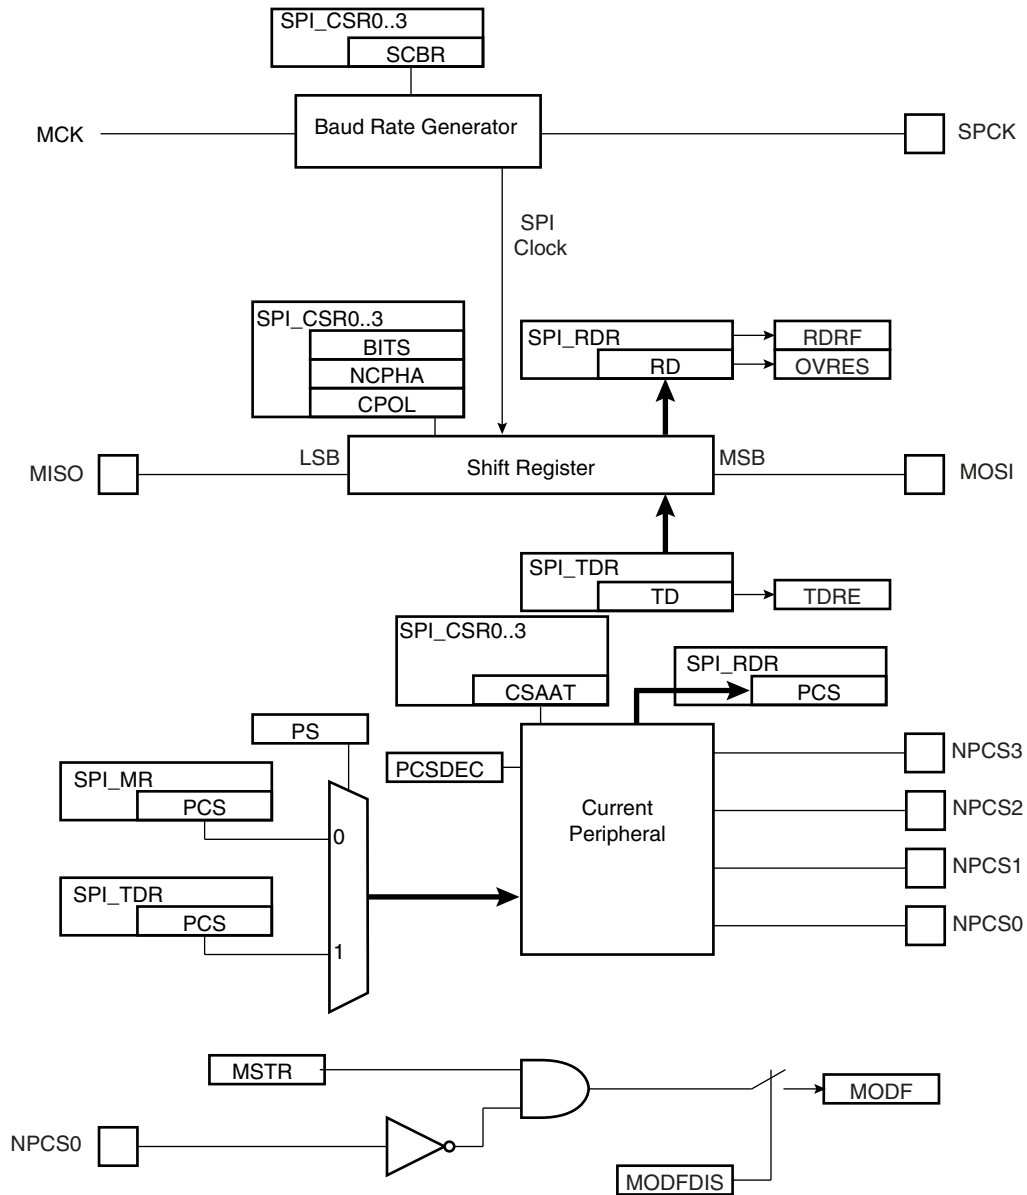 SPI_CSR0..3
SCBR
MCK
Baud Rate Generator
SPCK
SPI
Clock
SPI_CSR0..3
BITS
NCPHA
CPOL
SPI_RDR
RD
RDRF
OVRES
MISO
LSB
Shift Register
MSB
MOSI
SPI_TDR
TD
TDRE
SPI_CSR0..3
CSAAT
SPI_RDR
PCS
PS
PCSDEC
NPCS3
SPI_MR
PCS
0
Current
Peripheral
NPCS2
NPCS1
SPI_TDR
PCS
1
NPCS0
MSTR
MODF
NPCS0
MODFDIS